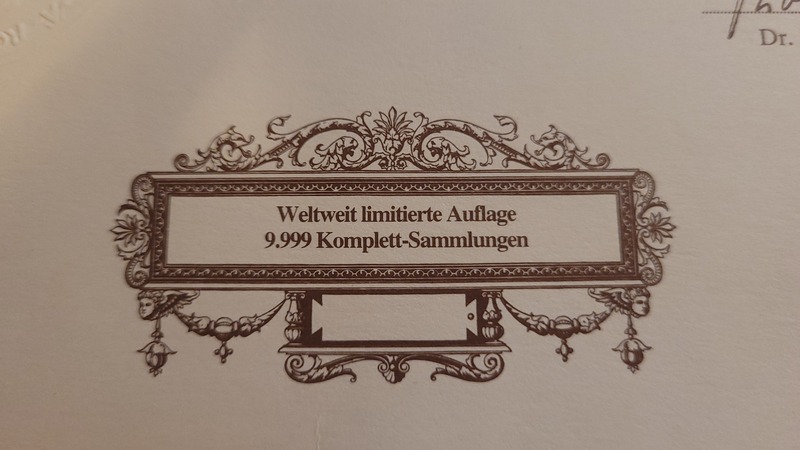 Dr.
Weltweit limitierte Auflage
9.999 Komplett-Sammlungen